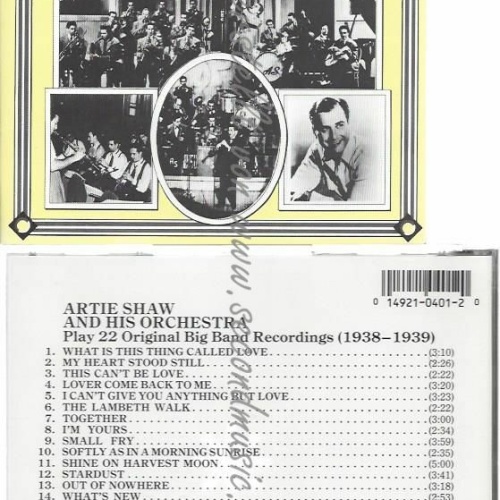 0 14921-0401-2 0
ARTIE SHAW
AND HIS ORCHESTRA
Play 22 Original Big Band Recordings (1938–1939)
1. WHAT IS THIS THING CALLED LOVE (3:10)
2. MY HEART STOOD STILL (2:26)
3. THIS CAN'T BE LOVE (2:22)
4. LOVER COME BACK TO ME (3:20)
5. I CAN'T GIVE YOU ANYTHING BUT LOVE (3:23)
6. THE LAMBETH WALK (2:22)
7. TOGETHER (3:00)
8. I'M YOURS (2:34)
9. SMALL FRY (3:59)
10. SOFTLY AS IN A MORNING SUNRISE (2:35)
11. SHINE ON HARVEST MOON (5:00)
12. STARDUST (3:41)
13. OUT OF NOWHERE (3:21)
14. WHAT'S NEW (2:53)